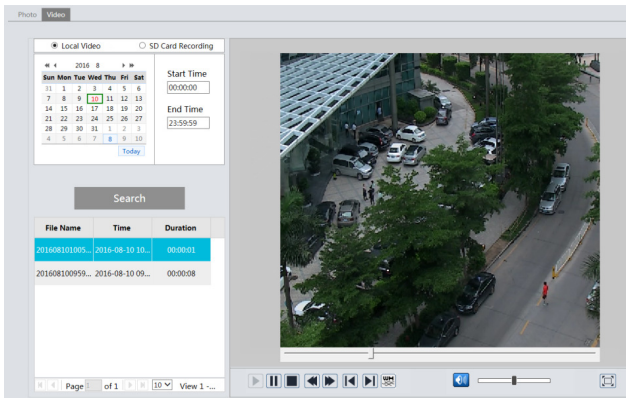 Photo Video
Local Video SD Card Recording
2016 8
Sun Mon Tue Wed Thu Fri Sat
31 1 2 3 4 5 6
7 8 9 10 11 12 13
14 15 16 17 18 19 20
21 22 23 24 25 26 27
28 29 30 31 1 2 3
4 5 6 7 8 9 10
Today
Start Time
00:00:00
End Time
23:59:59
Search
File Name Time Duration
201608101005... 2016-08-10 10... 00:00:01
201608100959... 2016-08-10 09... 00:00:08
Page 1 of 1 10 View 1 -...
WM